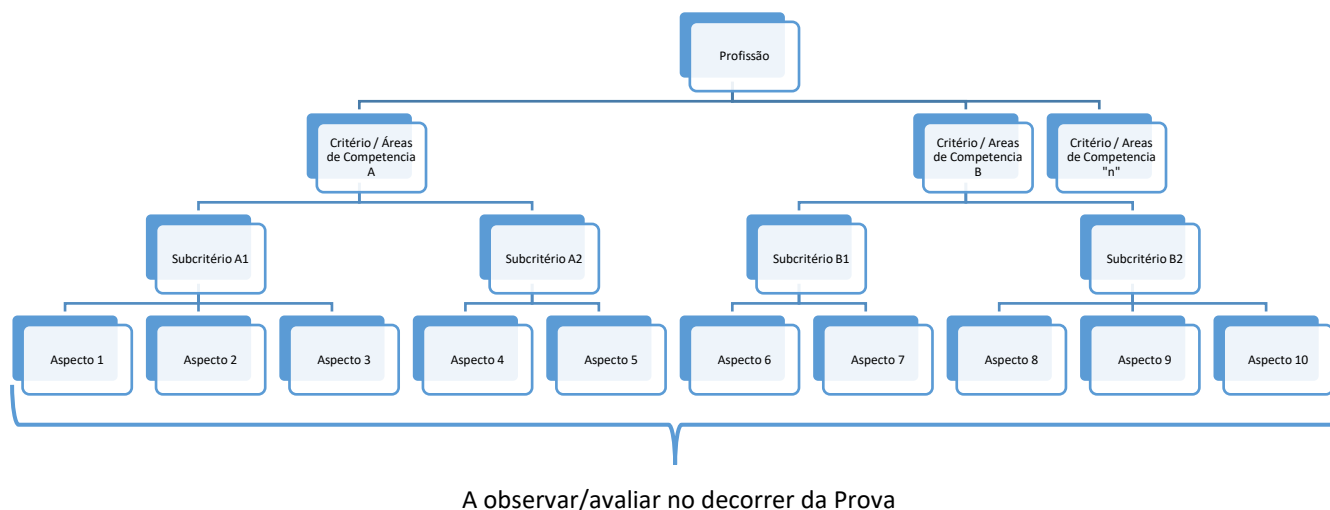 Profissão
Critério / Áreas
de Competencia
A
Critério / Areas
de Competencia
B
Critério / Areas
de Competencia
"n"
Subcritério A1
Subcritério A2
Subcritério B1
Subcritério B2
Aspecto 1
Aspecto 2
Aspecto 3
Aspecto 4
Aspecto 5
Aspecto 6
Aspecto 7
Aspecto 8
Aspecto 9
Aspecto 10
A observar/avaliar no decorrer da Prova